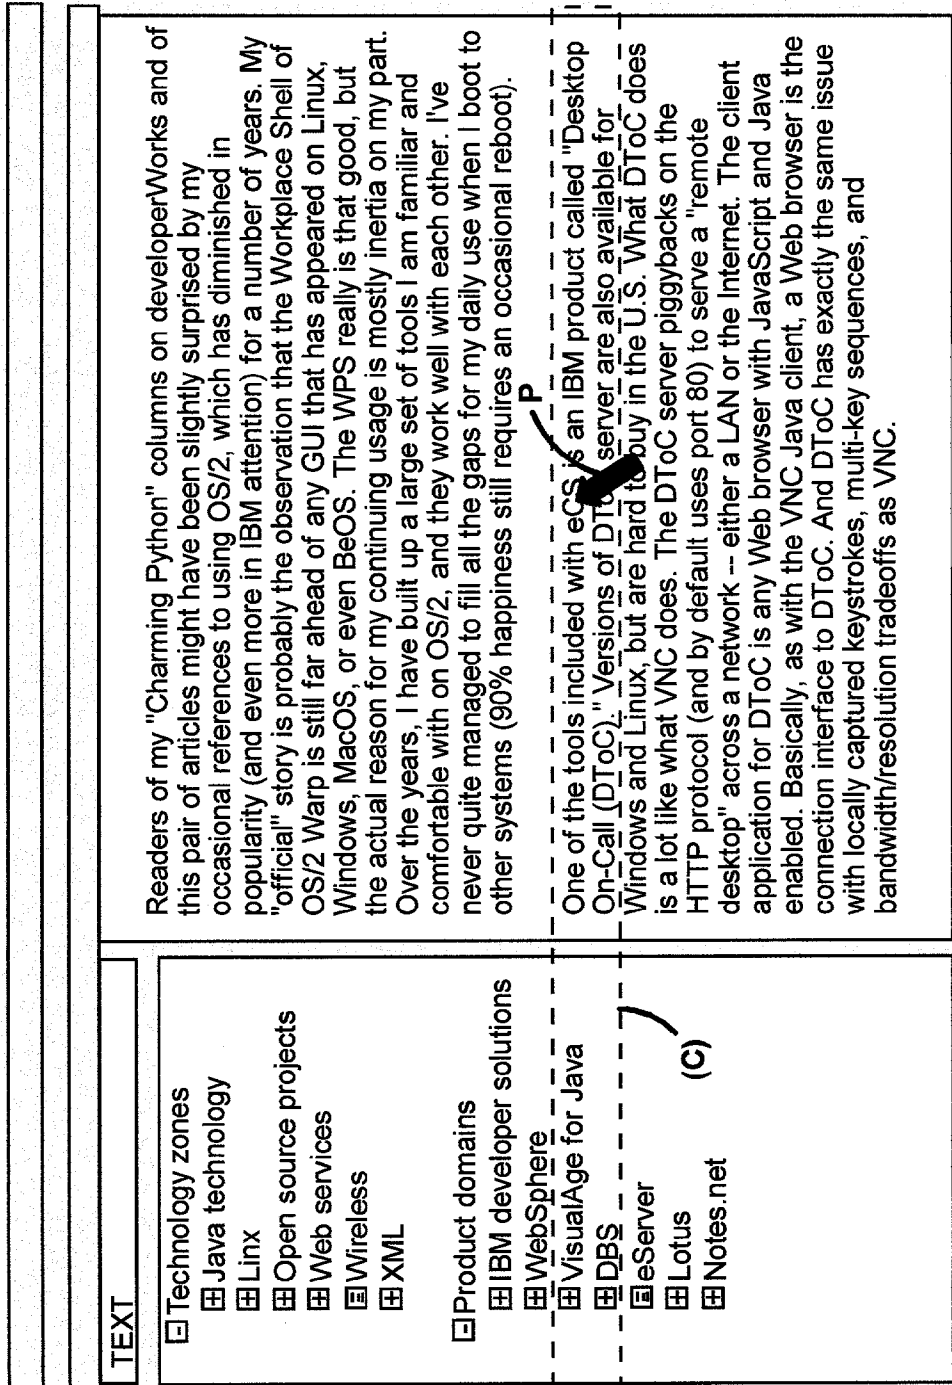 TEXT
Technology zones
Java technology
Linx
Open source projects
Web services
Wireless
XML
Product domains
IBM developer solutions
WebSphere
VisualAge for Java
DBS
eServer
Lotus
Notes.net
(C)
Readers of my "Charming Python" columns on developerWorks and of
this pair of articles might have been slightly surprised by my
occasional references to using OS/2, which has diminished in
popularity (and even more in IBM attention) for a number of years. My
"official" story is probably the observation that the Workplace Shell of
OS/2 Warp is still far ahead of any GUI that has appeared on Linux,
Windows, MacOS, or even BeOS. The WPS really is that good, but
the actual reason for my continuing usage is mostly inertia on my part.
Over the years, I have built up a large set of tools I am familiar and
comfortable with on OS/2, and they work well with each other. I've
never quite managed to fill all the gaps for my daily use when I boot to
other systems (90% happiness still requires an occasional reboot).
P
One of the tools included with eCS is an IBM product called "Desktop
On-Call (DToC)." Versions of DToC server are also available for
Windows and Linux, but are hard to buy in the U.S. What DToC does
is a lot like what VNC does. The DToC server piggybacks on the
HTTP protocol (and by default uses port 80) to serve a "remote
desktop" across a network -- either a LAN or the Internet. The client
application for DToC is any Web browser with JavaScript and Java
enabled. Basically, as with the VNC Java client, a Web browser is the
connection interface to DToC. And DToC has exactly the same issue
with locally captured keystrokes, multi-key sequences, and
bandwidth/resolution tradeoffs as VNC.